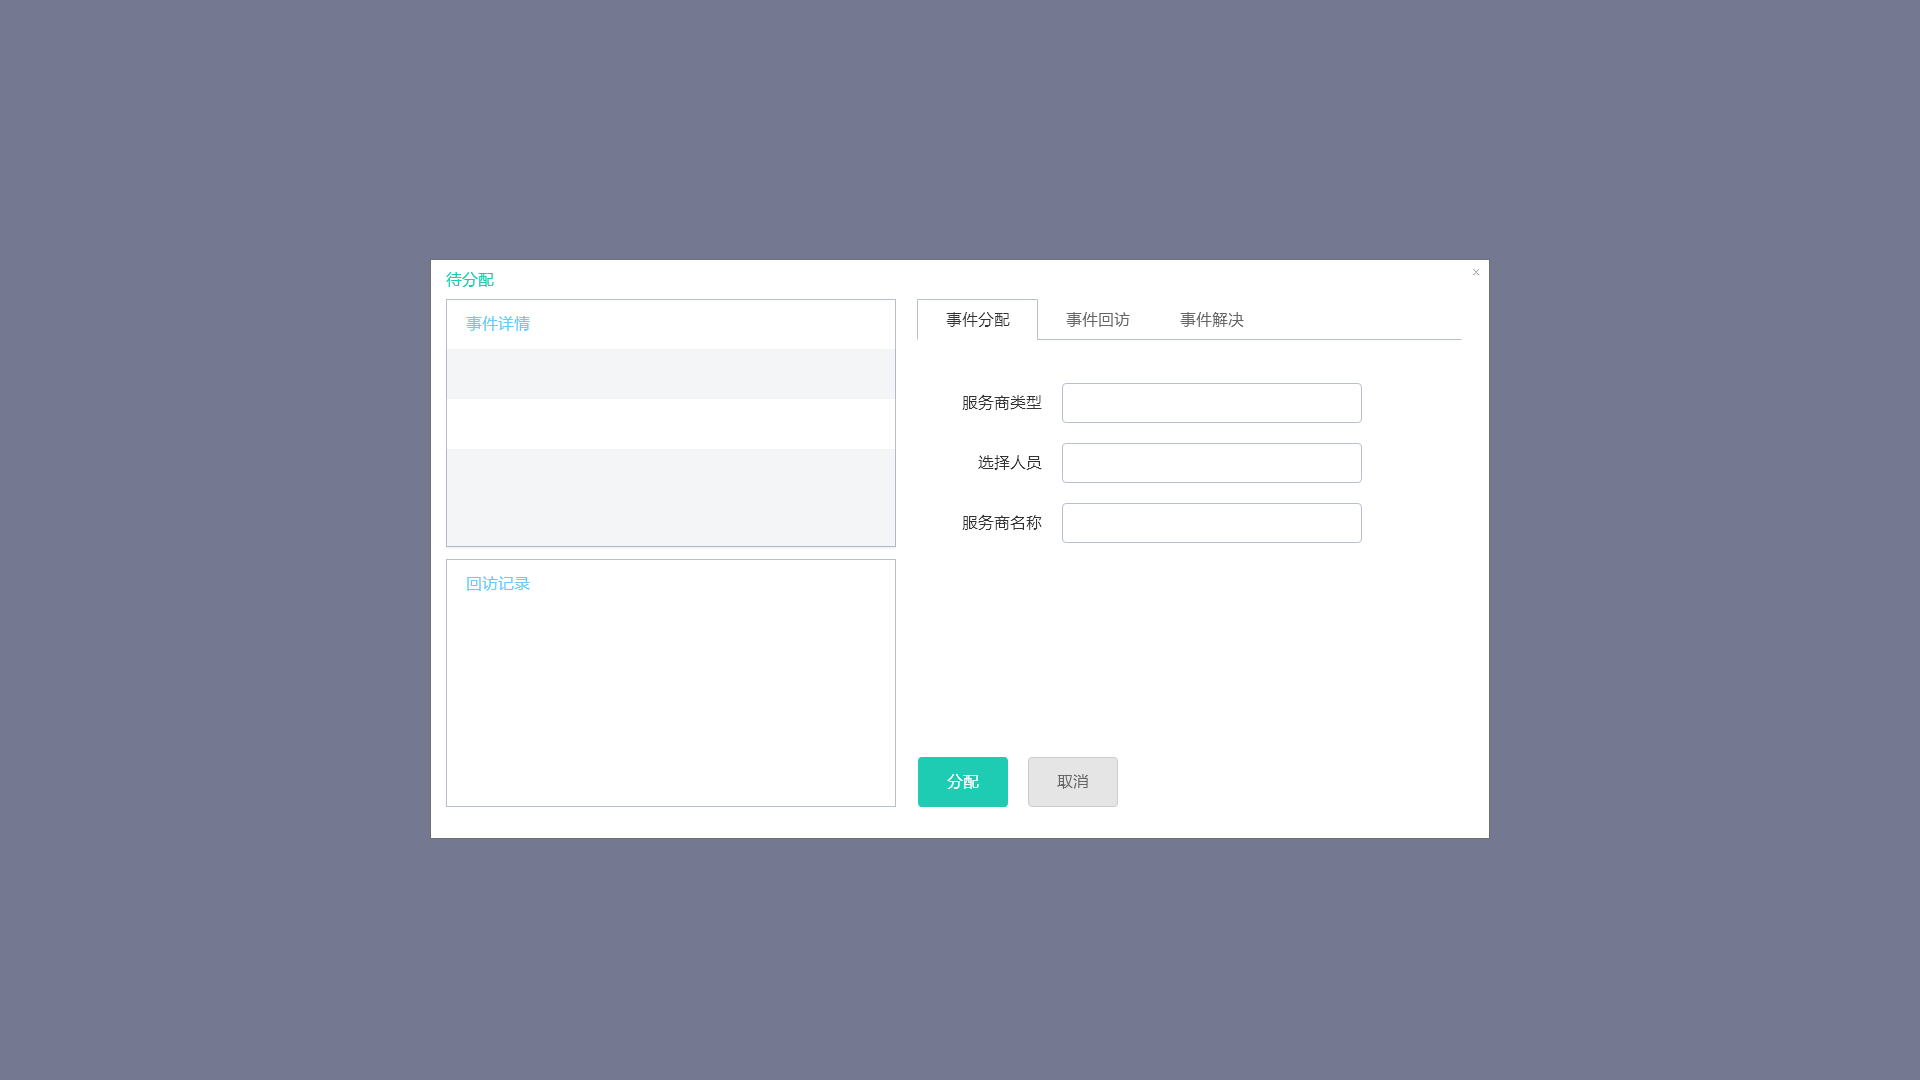 待分配
×
事件详情
回访记录
事件分配 事件回访 事件解决
服务商类型
选择人员
服务商名称
分配 取消